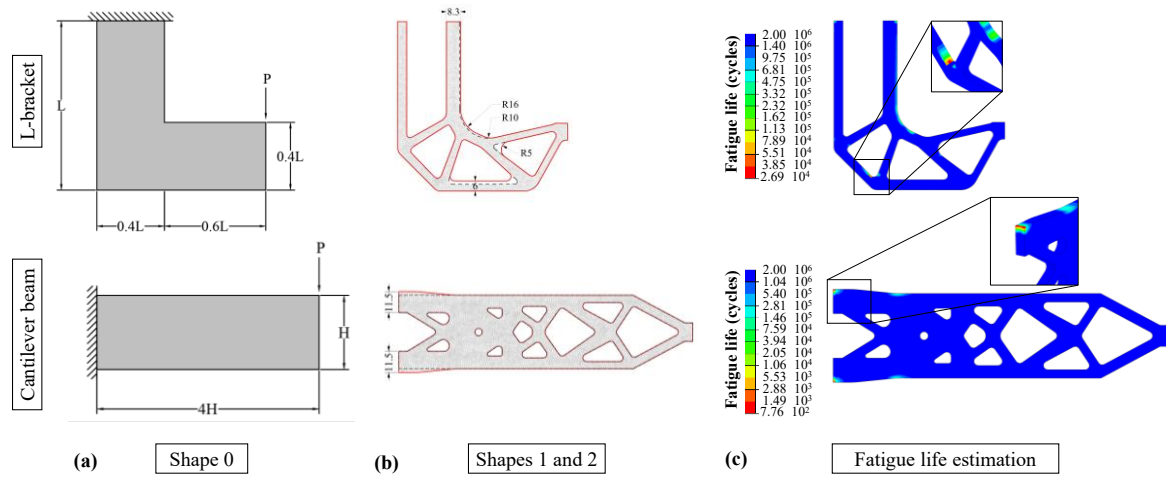 L-bracket
L
P
0.4L
0.4L
0.6L
8.3
R16
R10
R5
6
Fatigue life (cycles)
2.00 10⁶
1.40 10⁶
9.75 10⁵
6.81 10⁵
4.75 10⁵
3.32 10⁵
2.32 10⁵
1.62 10⁵
1.13 10⁵
7.89 10⁴
5.51 10⁴
3.85 10⁴
2.69 10⁴
Cantilever beam
P
H
4H
11.5
11.5
Fatigue life (cycles)
2.00 10⁶
1.04 10⁶
5.40 10⁵
2.81 10⁵
1.46 10⁵
7.59 10⁴
3.94 10⁴
2.05 10⁴
1.06 10⁴
5.53 10³
2.88 10³
1.49 10³
7.76 10²
(a) Shape 0
(b) Shapes 1 and 2
(c) Fatigue life estimation